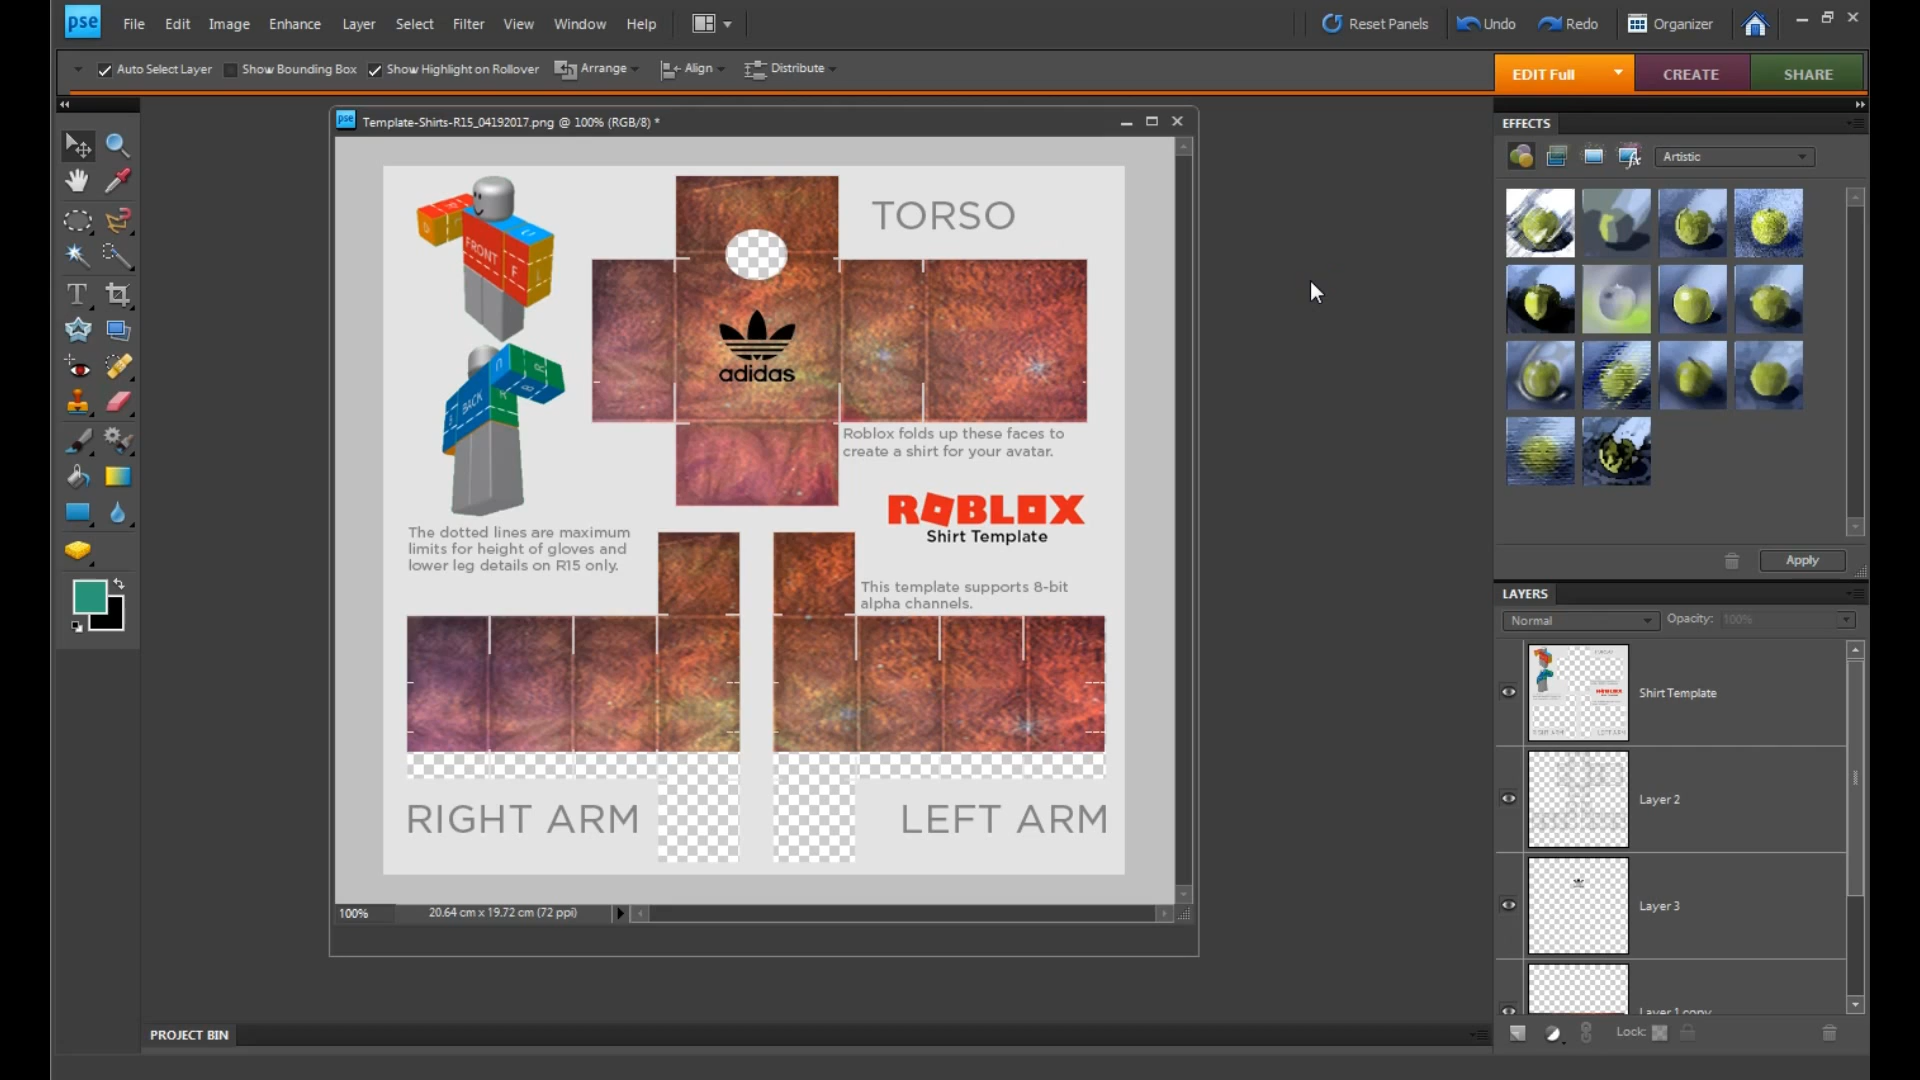 pse
File Edit Image Enhance Layer Select Filter View Window Help
Reset Panels Undo Redo Organizer
Auto Select Layer Show Bounding Box Show Highlight on Rollover Arrange Align Distribute
EDIT Full CREATE SHARE
pse Template-Shirts-R15_04192017.png @ 100% (RGB/8) *
EFFECTS
Artistic
TORSO
FRONT F
BACK
adidas
Roblox folds up these faces to
create a shirt for your avatar.
ROBLOX
Shirt Template
The dotted lines are maximum
limits for height of gloves and
lower leg details on R15 only.
This template supports 8-bit
alpha channels.
RIGHT ARM
LEFT ARM
100% 20.64 cm x 19.72 cm (72 ppi)
Apply
LAYERS
Normal Opacity: 100%
Shirt Template
Layer 2
Layer 3
Layer 1 copy
Lock:
PROJECT BIN